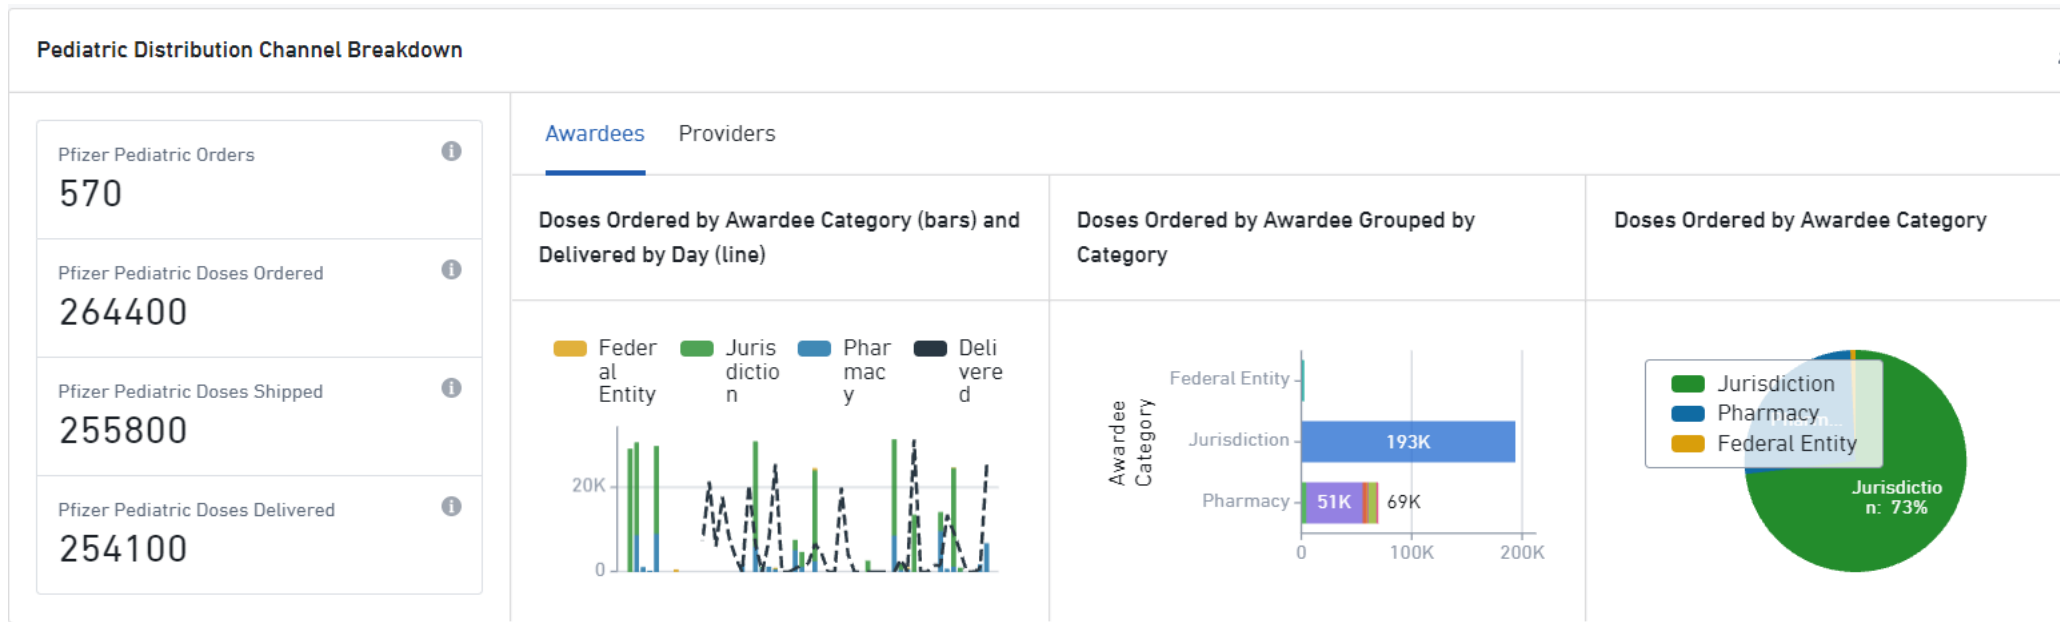 Pediatric Distribution Channel Breakdown
Pfizer Pediatric Orders
570
Pfizer Pediatric Doses Ordered
264400
Pfizer Pediatric Doses Shipped
255800
Pfizer Pediatric Doses Delivered
254100
Awardees Providers
Doses Ordered by Awardee Category (bars) and
Delivered by Day (line)
Feder
al
Entity
Juris
dictio
n
Phar
mac
y
Deli
vere
d
20K
0
Doses Ordered by Awardee Grouped by
Category
Awardee
Category
Federal Entity
Jurisdiction
193K
Pharmacy
51K
69K
0 100K 200K
Doses Ordered by Awardee Category
Jurisdiction
Pharmacy
Federal Entity
Jurisdictio
n: 73%